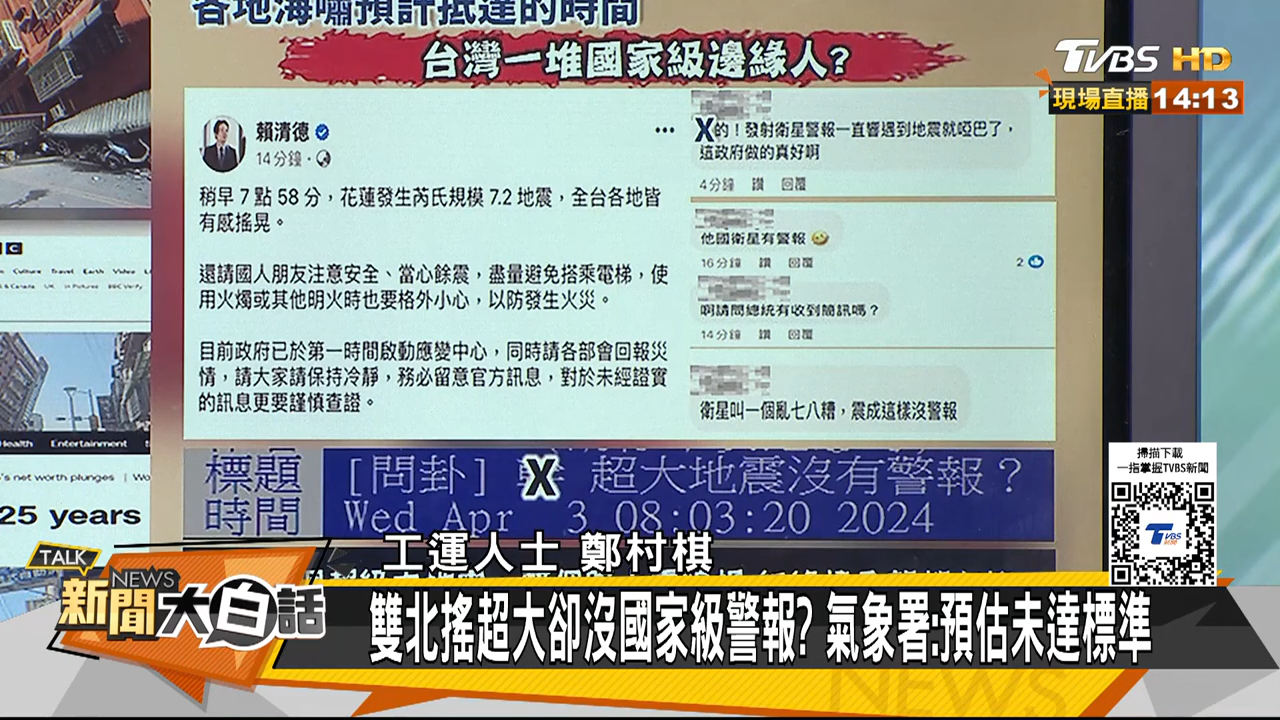 各地海嘯預計抵達的時間
台灣一堆國家級邊緣人?
TVBS HD
現場直播 14:13
賴清德
14分鐘
稍早 7 點 58 分，花蓮發生芮氏規模 7.2 地震，全台各地皆
有感搖晃。
還請國人朋友注意安全、當心餘震，盡量避免搭乘電梯，使
用火燭或其他明火時也要格外小心，以防發生火災。
目前政府已於第一時間啟動應變中心，同時請各部會回報災
情，請大家請保持冷靜，務必留意官方訊息，對於未經證實
的訊息更要謹慎查證。
X的！發射衛星警報一直響遇到地震就啞巴了，
這政府做的真好啊
4分鐘 讚 回覆
他國衛星有警報
16分鐘 讚 回覆
2
啊請問總統有收到簡訊嗎？
14分鐘 讚 回覆
衛星叫一個亂七八糟，震成這樣沒警報
標題 [問卦] X 超大地震沒有警報？
時間 Wed Apr 3 08:03:20 2024
Culture Travel Earth Video
Health Entertainment
's net worth plunges
25 years
掃描下載
一指掌握TVBS新聞
TVBS
新聞
工運人士 鄭村棋
TALK
NEWS
新聞大白話
雙北搖超大卻沒國家級警報? 氣象署:預估未達標準
NEWS